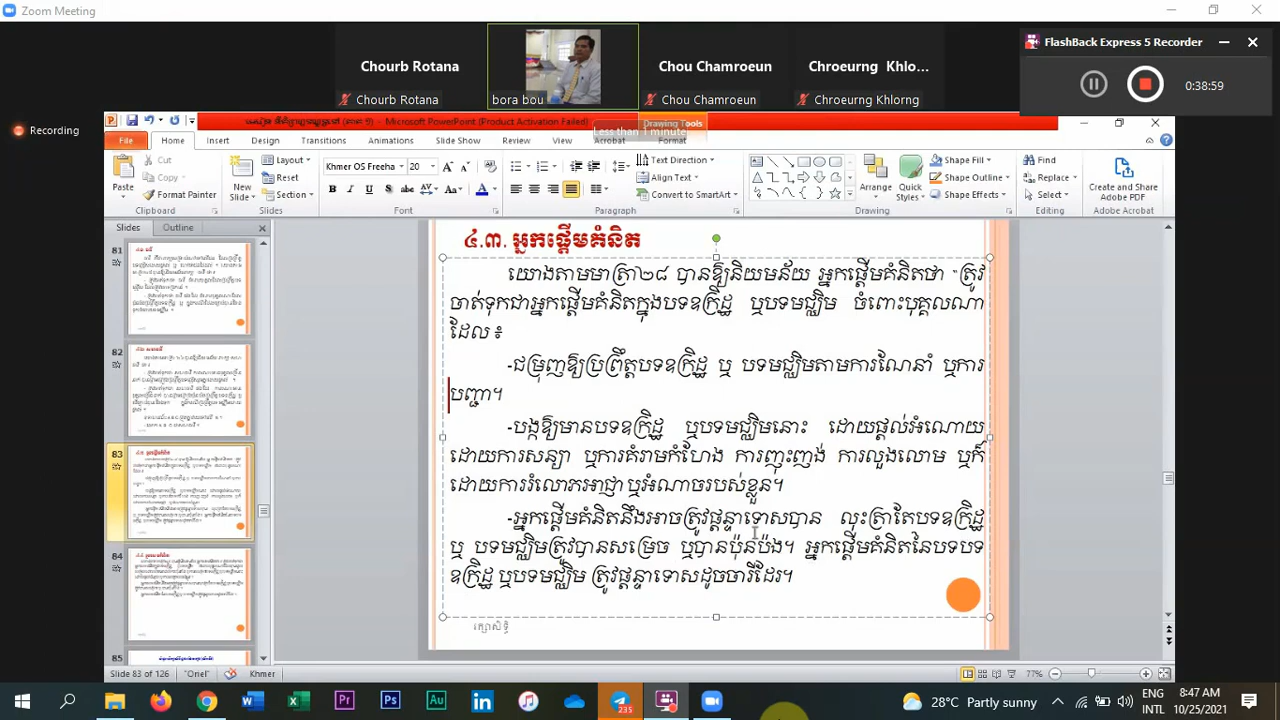 Zoom Meeting
Chourb Rotana
Chourb Rotana
bora bou
Chou Chamroeun
Chou Chamroeun
Chroeurng Khlorno...
Chroeurng Khlorng
FlashBack Express 5 Recorder
0:38:59
Recording
Microsoft PowerPoint (Product Activation Failed)
Drawing Tools
Less than 1 minute
File
Home
Insert
Design
Transitions
Animations
Slide Show
Review
View
Acrobat
Format
Paste
Cut
Copy
Format Painter
Clipboard
New Slide
Layout
Reset
Section
Slides
Khmer OS Freeha
20
Font
Text Direction
Align Text
Convert to SmartArt
Paragraph
Arrange
Quick Styles
Shape Fill
Shape Outline
Shape Effects
Drawing
Find
Replace
Select
Editing
Create and Share Adobe PDF
Adobe Acrobat
Slides
Outline
81
82
83
84
85
៤.៣. អ្នកផ្តើមគំនិត
យោងតាមមាត្រា២៨ បានឱ្យនិយមន័យ អ្នកផ្តើមគំនិតថា “ត្រូវ
ចាត់ទុកជាអ្នកផ្តើមគំនិតក្នុងបទឧក្រិដ្ឋ ឬបទមជ្ឈិម ចំពោះបុគ្គលណា
ដែល ៖
-ជម្រុញឱ្យប្រព្រឹត្តបទឧក្រិដ្ឋ ឬ បទមជ្ឈិមតាមការណែនាំ ឬការ
បញ្ជា។
-បង្កឱ្យមានបទឧក្រិដ្ឋ ឬបទមជ្ឈិមនោះ ដោយផ្តល់អំណោយ
ដោយការសន្យា ឬការគំរាមកំហែង ការញុះញង់ ការលួងលោម ឬក៏
ដោយការរំលោភអាជ្ញា ឬអំណាចរបស់ខ្លួន។
-អ្នកផ្តើមគំនិតនឹងអាចត្រូវផ្តន្ទាទោសបាន លុះត្រាតែបទឧក្រិដ្ឋ
ឬ បទមជ្ឈិមត្រូវបានសម្រេច ឬបានប៉ុនប៉ង។ អ្នកផ្តើមគំនិតនៃបទបទ
ឧក្រិដ្ឋ ឬបទមជ្ឈិម ត្រូវផ្តន្ទាទោសដូចចារីដែរ។
រក្សាសិទ្ធិ
Slide 83 of 126
"Oriel"
Khmer
77%
28°C Partly sunny
ENG
INTL
8:47 AM
10/25/2021